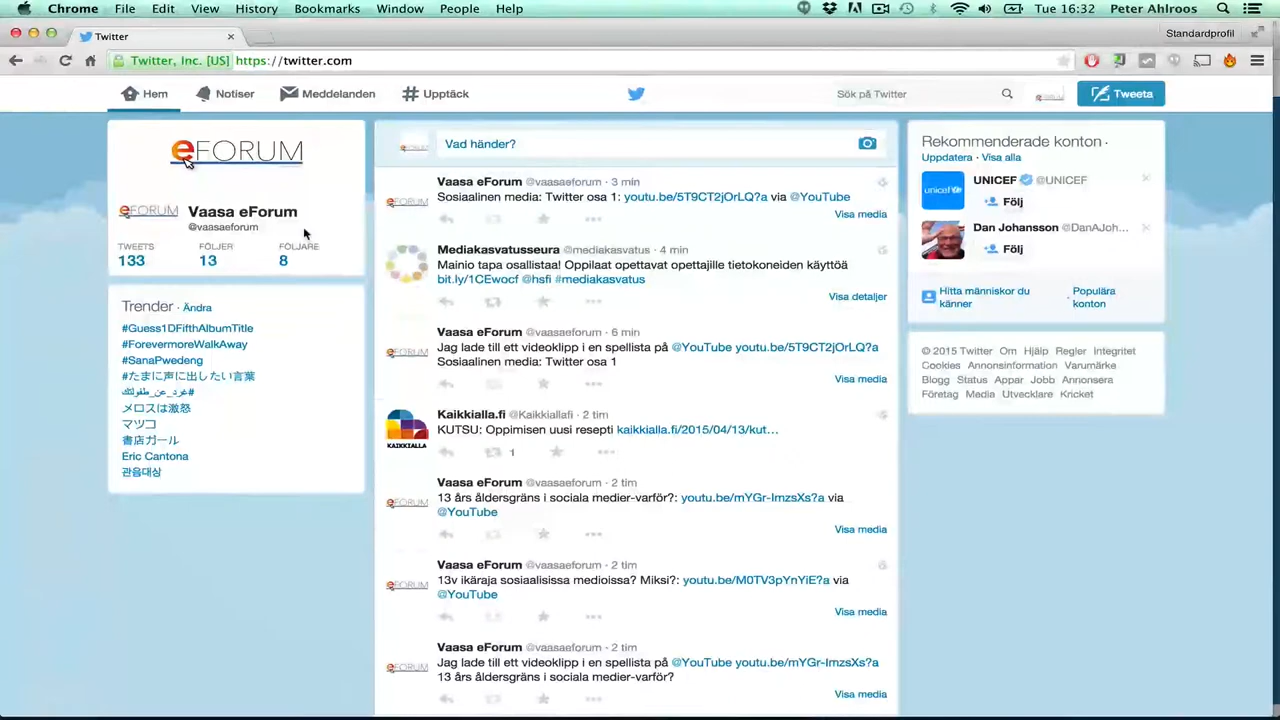 Chrome File Edit View History Bookmarks Window People Help Tue 16:32 Peter Ahlroos
Twitter
Standardprofil
Twitter, Inc. [US] https://twitter.com
Hem Notiser Meddelanden Upptäck Sök på Twitter Tweeta
eFORUM
eFORUM Vaasa eForum
@vaasaeforum
TWEETS FÖLJER FÖLJARE
133 13 8
Trender · Ändra
#Guess1DFifthAlbumTitle
#ForevermoreWalkAway
#SanaPwedeng
#たまに声に出したい言葉
#غرد_عن_طفولتك
メロスは激怒
マツコ
書店ガール
Eric Cantona
관음대상
Vad händer?
Vaasa eForum @vaasaeforum · 3 min
eFORUM
Sosiaalinen media: Twitter osa 1: youtu.be/5T9CT2jOrLQ?a via @YouTube
Visa media
Mediakasvatusseura @mediakasvatus · 4 min
Mainio tapa osallistaa! Oppilaat opettavat opettajille tietokoneiden käyttöä
bit.ly/1CEwocf @hsfi #mediakasvatus
Visa detaljer
Vaasa eForum @vaasaeforum · 6 min
eFORUM
Jag lade till ett videoklipp i en spellista på @YouTube youtu.be/5T9CT2jOrLQ?a
Sosiaalinen media: Twitter osa 1
Visa media
Kaikkialla.fi @Kaikkiallafi · 2 tim
KUTSU: Oppimisen uusi resepti kaikkialla.fi/2015/04/13/kut…
KAIKKIALLA
1
Vaasa eForum @vaasaeforum · 2 tim
eFORUM
13 års åldersgräns i sociala medier-varför?: youtu.be/mYGr-ImzsXs?a via
@YouTube
Visa media
Vaasa eForum @vaasaeforum · 2 tim
eFORUM
13v ikäraja sosiaalisissa medioissa? Miksi?: youtu.be/M0TV3pYnYiE?a via
@YouTube
Visa media
Vaasa eForum @vaasaeforum · 2 tim
eFORUM
Jag lade till ett videoklipp i en spellista på @YouTube youtu.be/mYGr-ImzsXs?a
13 års åldersgräns i sociala medier-varför?
Visa media
Rekommenderade konton ·
Uppdatera · Visa alla
unicef
UNICEF @UNICEF
Följ
Dan Johansson @DanAJoh...
Följ
Hitta människor du
känner
· Populära
konton
© 2015 Twitter Om Hjälp Regler Integritet
Cookies Annonsinformation Varumärke
Blogg Status Appar Jobb Annonsera
Företag Media Utvecklare Kricket